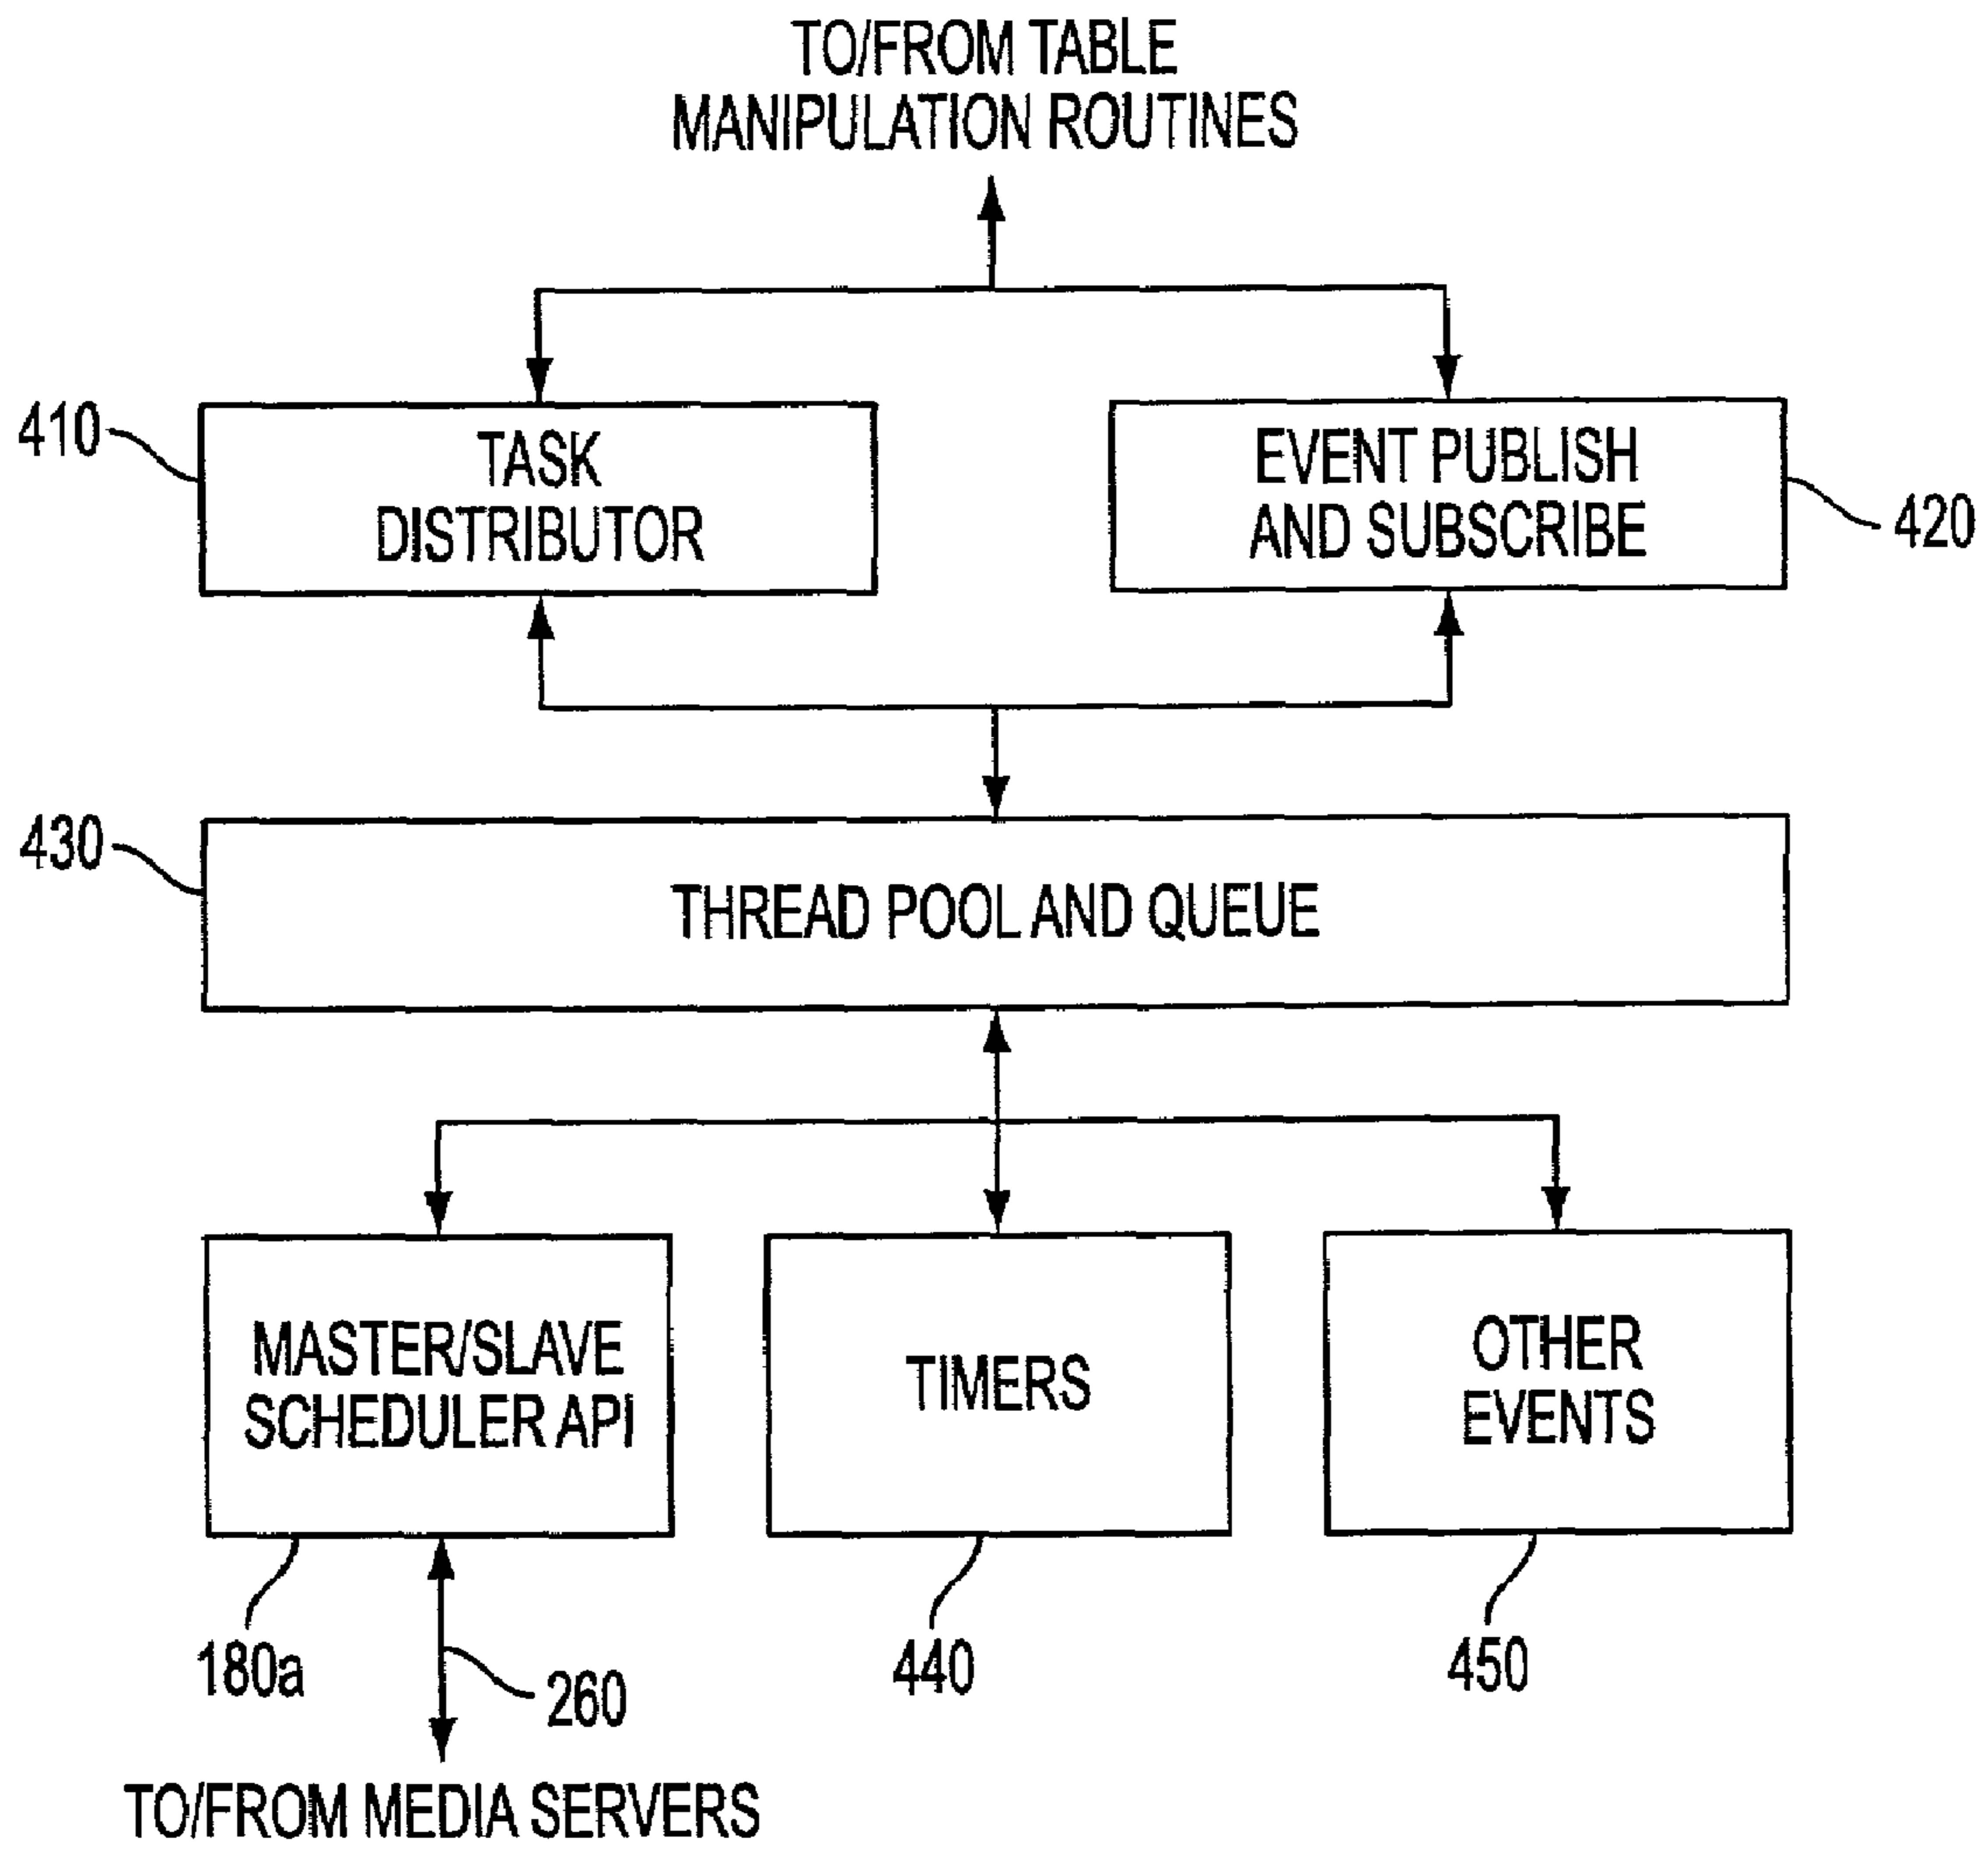 TO/FROM TABLE
MANIPULATION ROUTINES
410
TASK
DISTRIBUTOR
EVENT PUBLISH
AND SUBSCRIBE
420
430
THREAD POOL AND QUEUE
MASTER/SLAVE
SCHEDULER API
TIMERS
OTHER
EVENTS
180a
260
440
450
TO/FROM MEDIA SERVERS